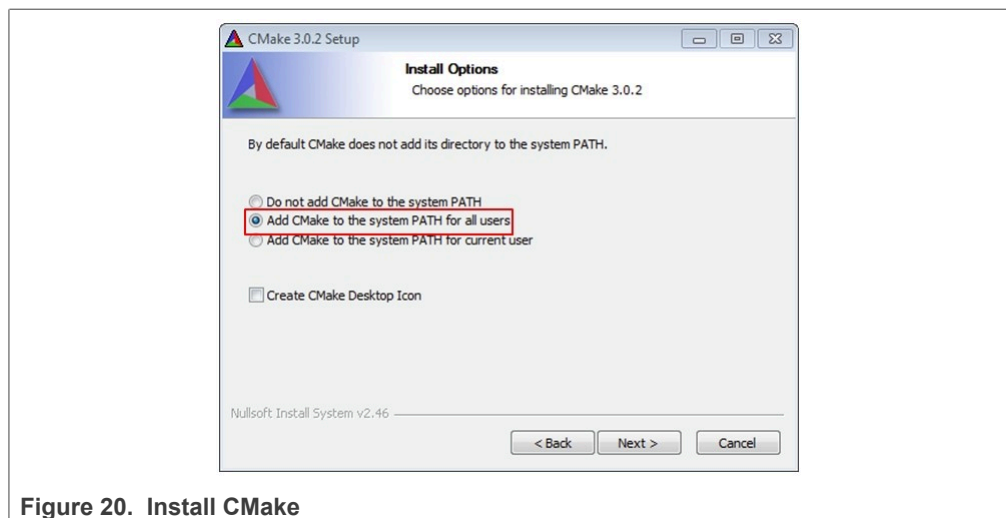 CMake 3.0.2 Setup
Install Options
Choose options for installing CMake 3.0.2
By default CMake does not add its directory to the system PATH.
Do not add CMake to the system PATH
Add CMake to the system PATH for all users
Add CMake to the system PATH for current user
Create CMake Desktop Icon
Nullsoft Install System v2.46
< Back Next > Cancel
Figure 20. Install CMake